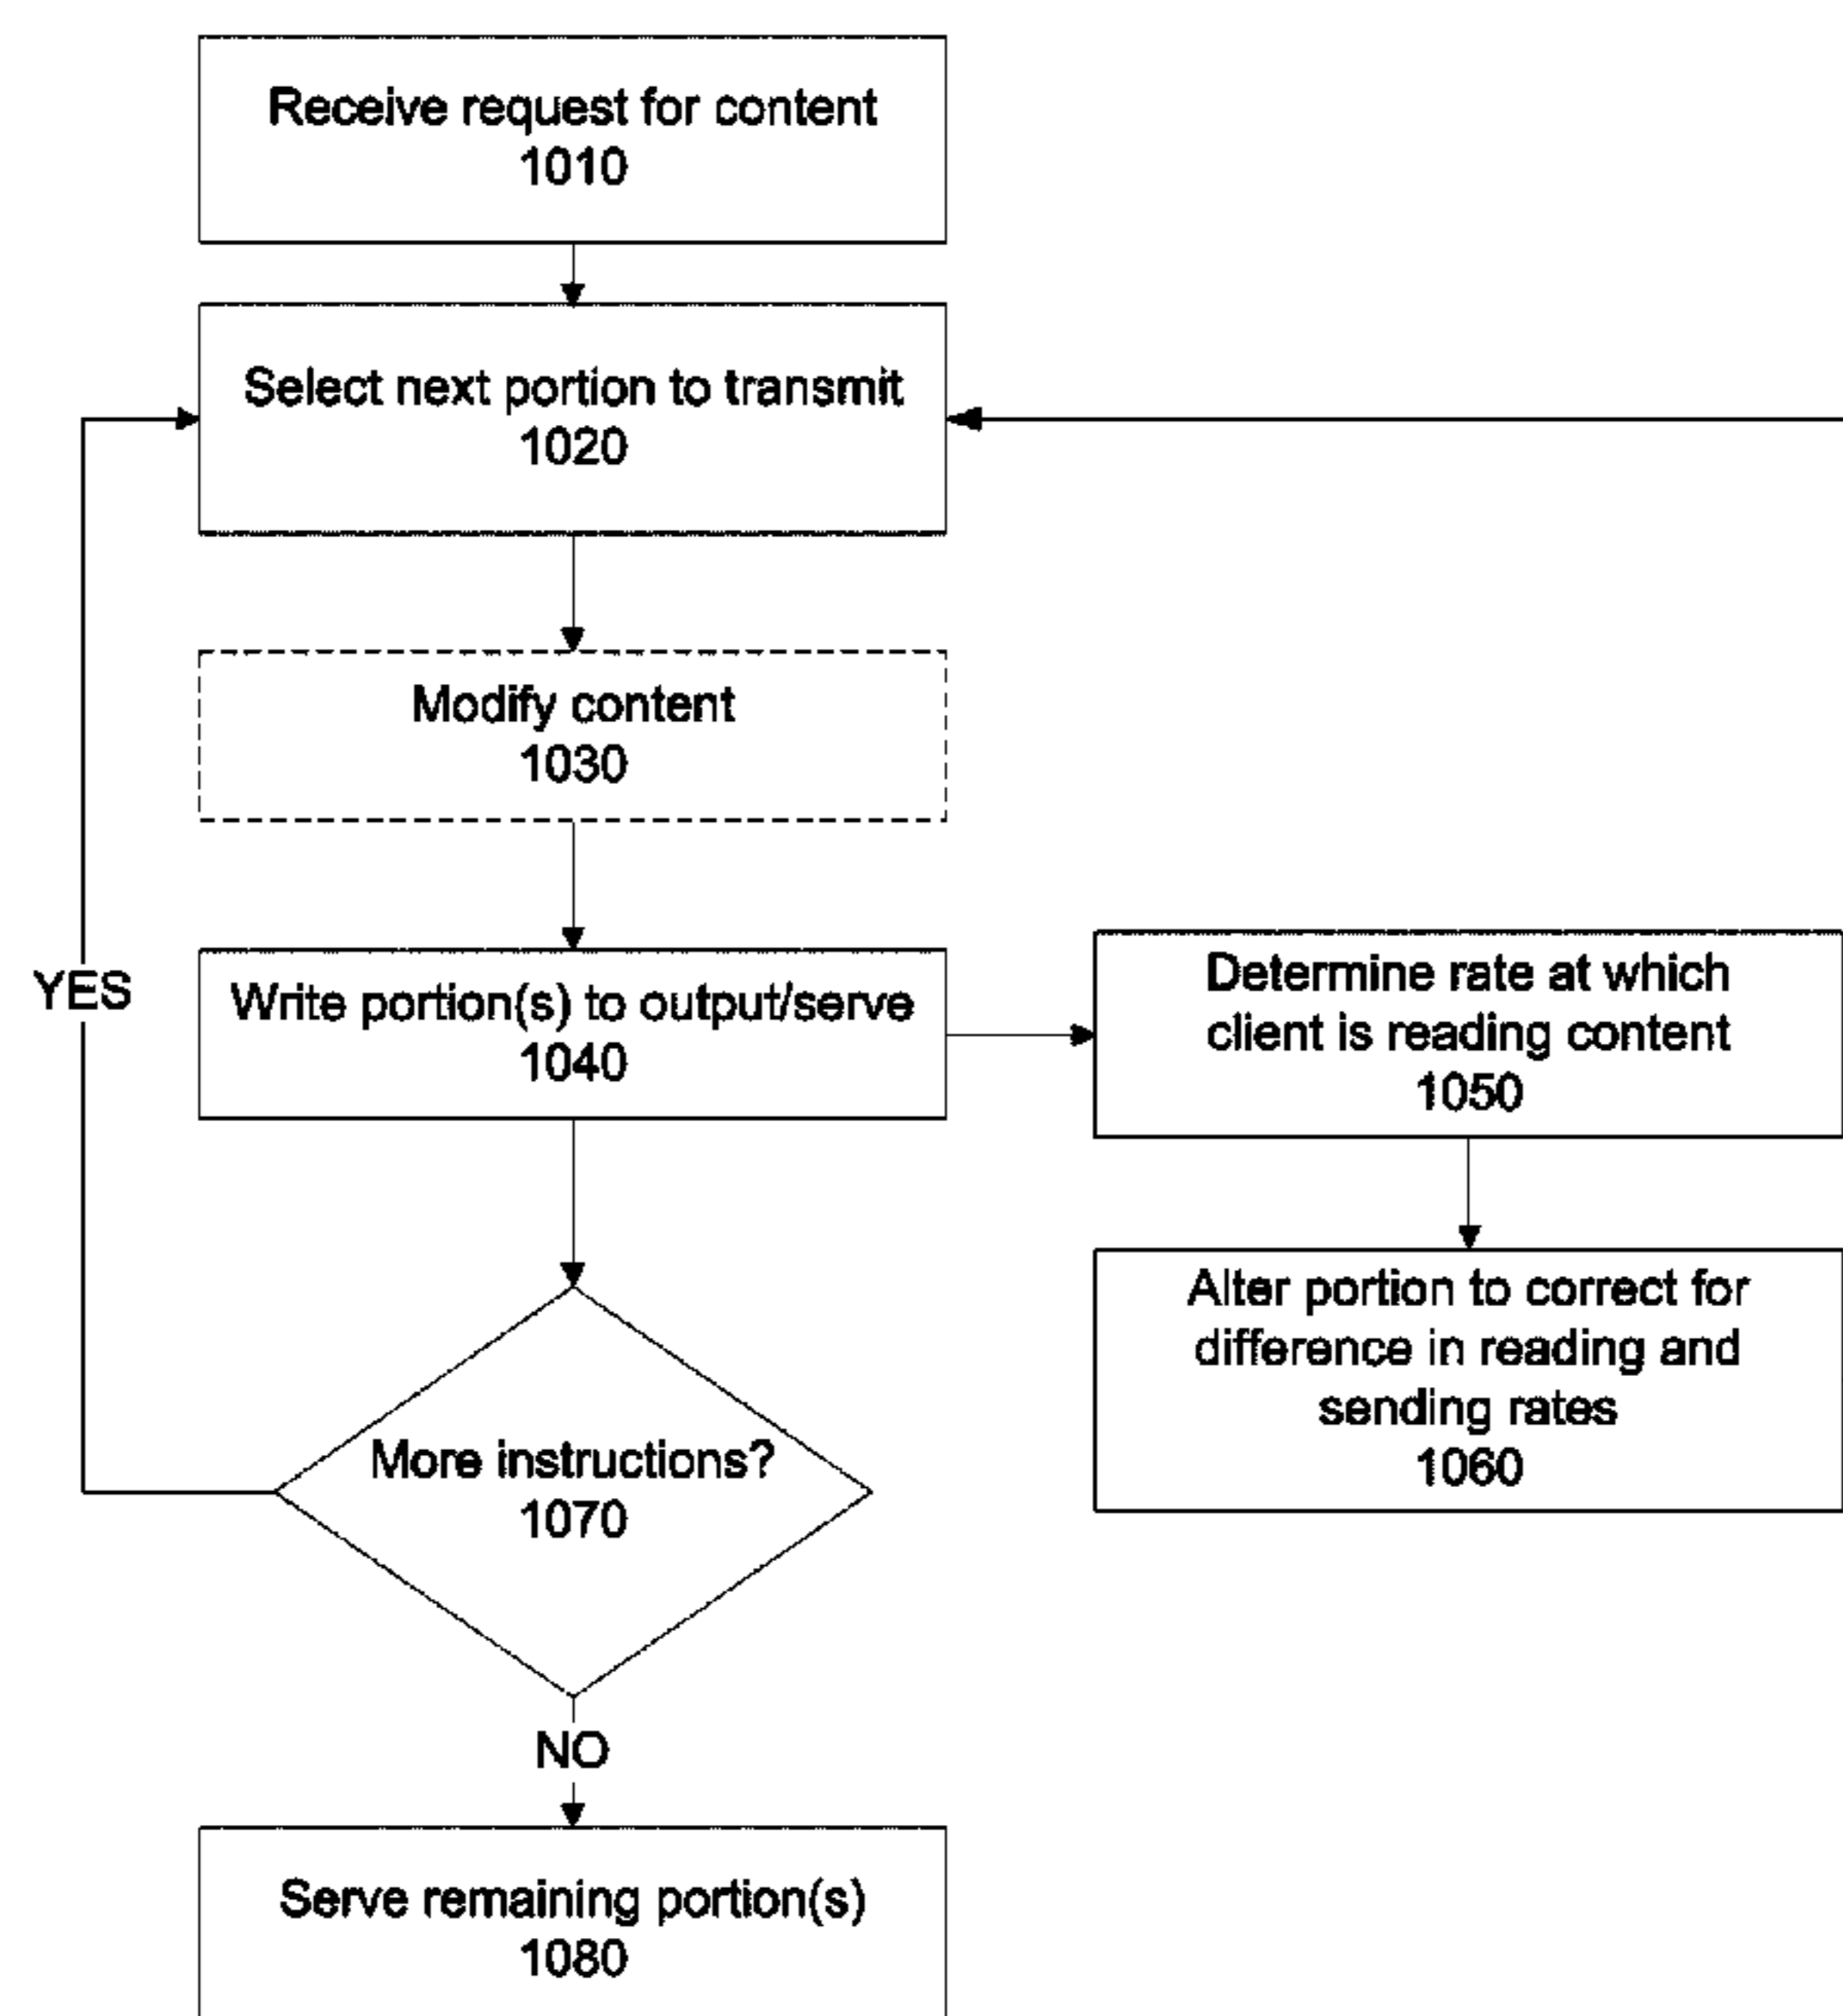 Receive request for content
1010
Select next portion to transmit
1020
Modify content
1030
YES
Write portion(s) to output/serve
1040
Determine rate at which
client is reading content
1050
Alter portion to correct for
difference in reading and
sending rates
1060
More instructions?
1070
NO
Serve remaining portion(s)
1080